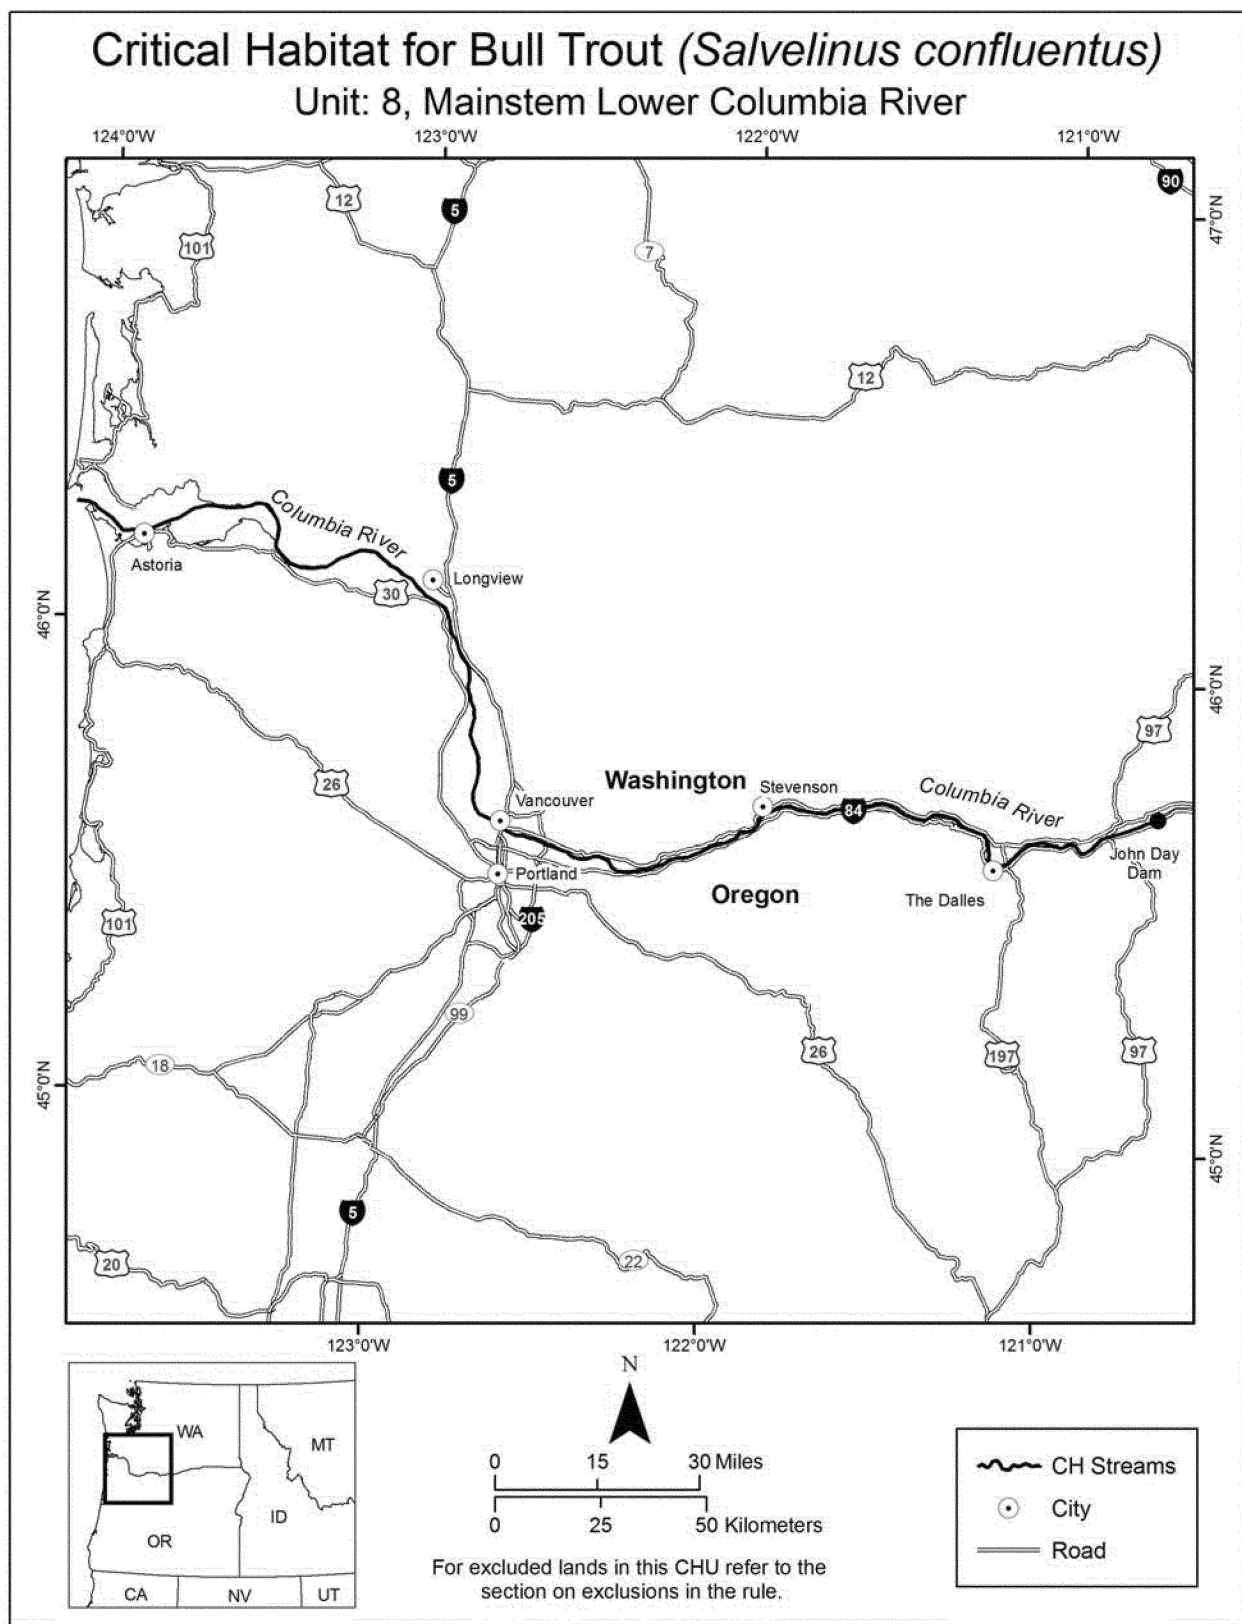 Critical Habitat for Bull Trout (Salvelinus confluentus)
Unit: 8, Mainstem Lower Columbia River
124°0'W
123°0'W
122°0'W
121°0'W
90
12
5
47°0'N
101
7
12
5
Columbia River
Astoria
Longview
30
46°0'N
46°0'N
97
26
Washington
Stevenson
Columbia River
Vancouver
84
John Day
Dam
Portland
Oregon
The Dalles
101
205
99
26
197
97
18
45°0'N
45°0'N
5
20
22
123°0'W
122°0'W
121°0'W
N
WA
MT
OR
ID
CA
NV
UT
0 15 30 Miles
0 25 50 Kilometers
For excluded lands in this CHU refer to the
section on exclusions in the rule.
CH Streams
City
Road